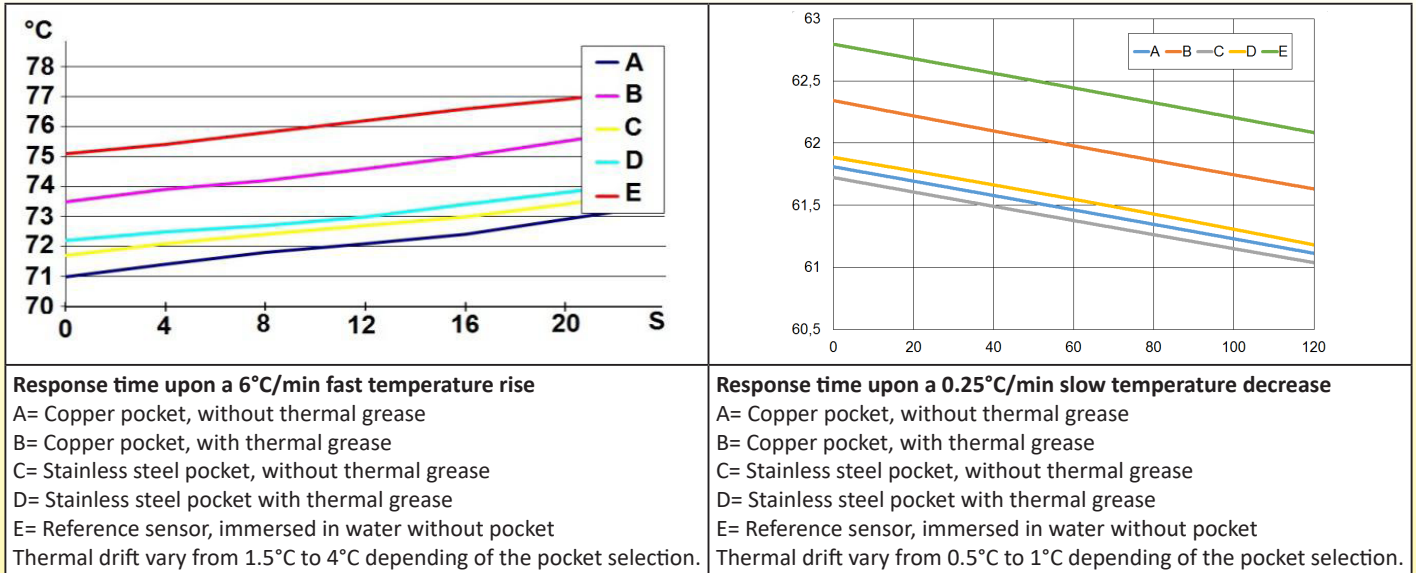 °C
78
77
76
75
74
73
72
71
70
0 4 8 12 16 20 S
A
B
C
D
E
63
62,5
62
61,5
61
60,5
0 20 40 60 80 100 120
A B C D E
Response time upon a 6°C/min fast temperature rise
A= Copper pocket, without thermal grease
B= Copper pocket, with thermal grease
C= Stainless steel pocket, without thermal grease
D= Stainless steel pocket with thermal grease
E= Reference sensor, immersed in water without pocket
Thermal drift vary from 1.5°C to 4°C depending of the pocket selection.
Response time upon a 0.25°C/min slow temperature decrease
A= Copper pocket, without thermal grease
B= Copper pocket, with thermal grease
C= Stainless steel pocket, without thermal grease
D= Stainless steel pocket with thermal grease
E= Reference sensor, immersed in water without pocket
Thermal drift vary from 0.5°C to 1°C depending of the pocket selection.